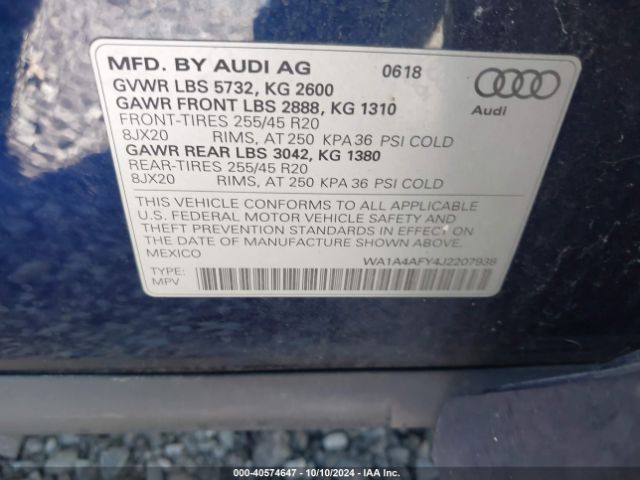 MFD. BY AUDI AG 0618
GVWR LBS 5732, KG 2600
GAWR FRONT LBS 2888, KG 1310
FRONT-TIRES 255/45 R20
8JX20 RIMS, AT 250 KPA 36 PSI COLD
GAWR REAR LBS 3042, KG 1380
REAR-TIRES 255/45 R20
8JX20 RIMS, AT 250 KPA 36 PSI COLD
Audi
THIS VEHICLE CONFORMS TO ALL APPLICABLE
U.S. FEDERAL MOTOR VEHICLE SAFETY AND
THEFT PREVENTION STANDARDS IN EFFECT ON
THE DATE OF MANUFACTURE SHOWN ABOVE.
MEXICO
WA1A4AFY4J2207938
TYPE:
MPV
000-40574647 - 10/10/2024 - IAA Inc.